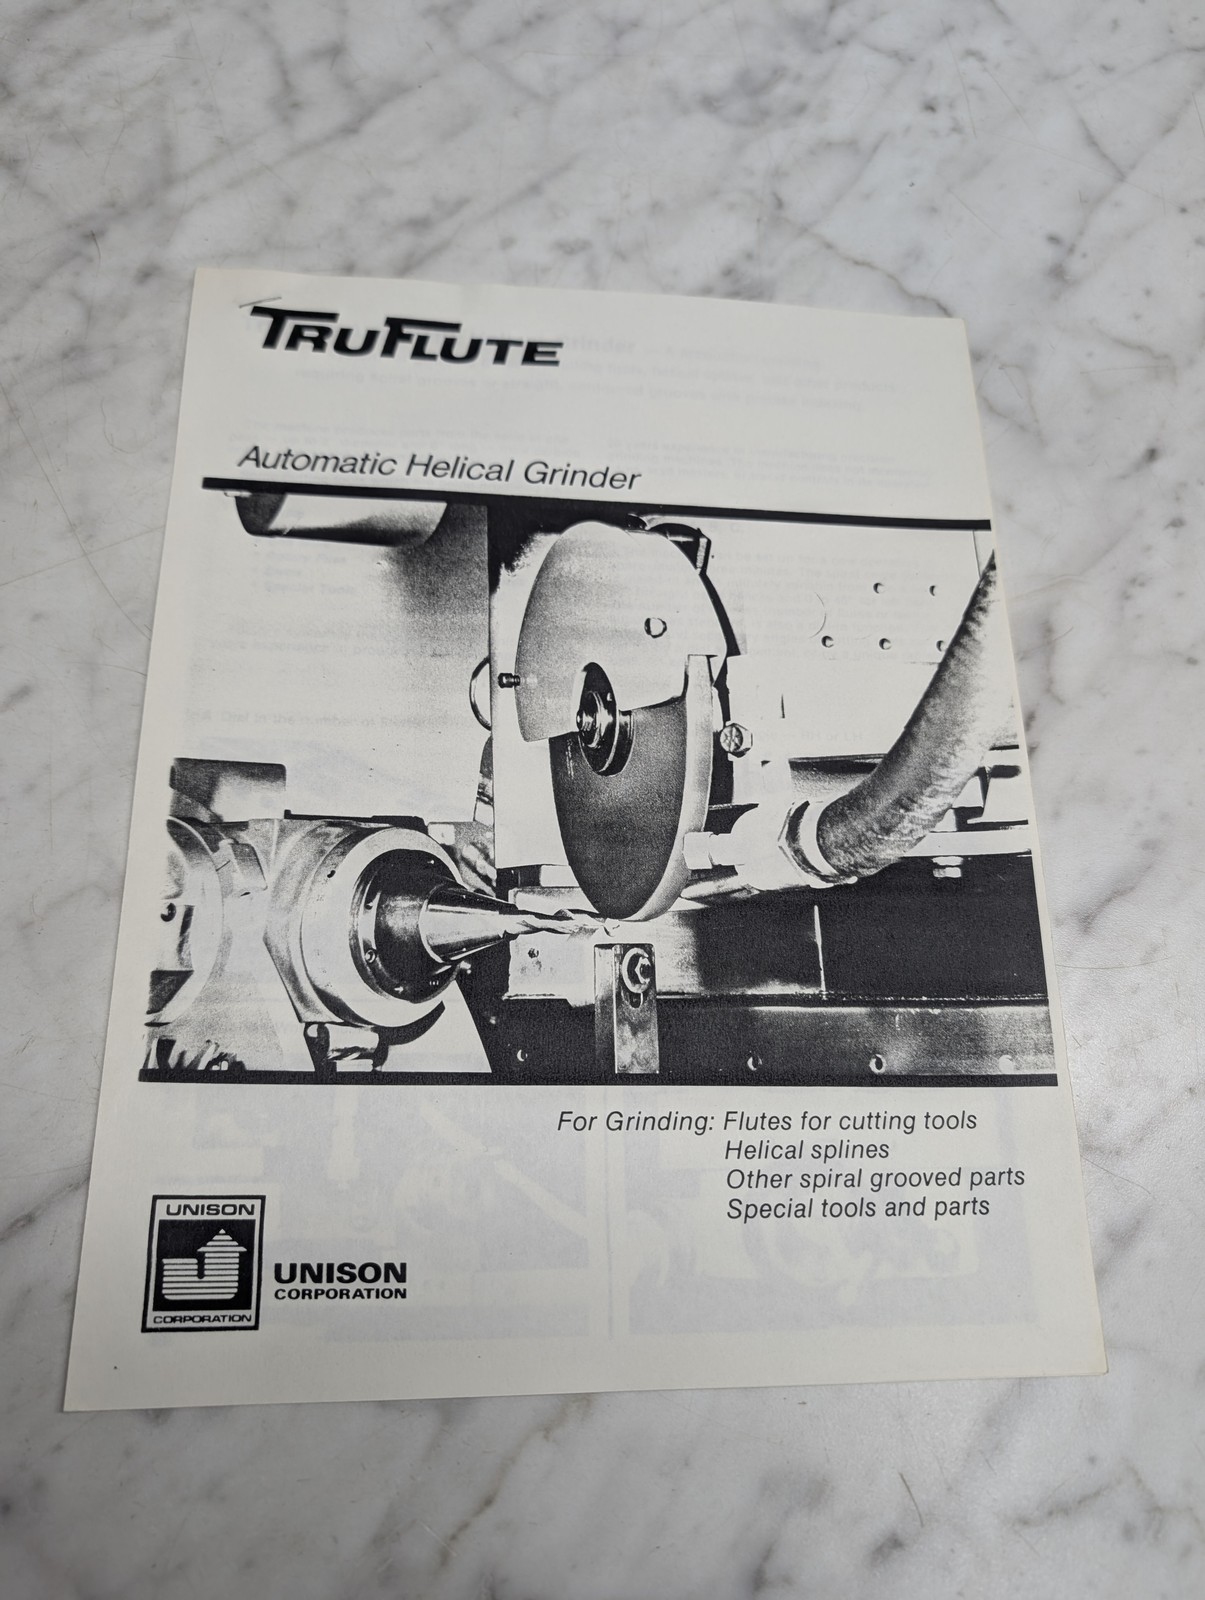 TRUFLUTE
Automatic Helical Grinder
For Grinding: Flutes for cutting tools
Helical splines
Other spiral grooved parts
Special tools and parts
UNISON
CORPORATION
UNISON
CORPORATION